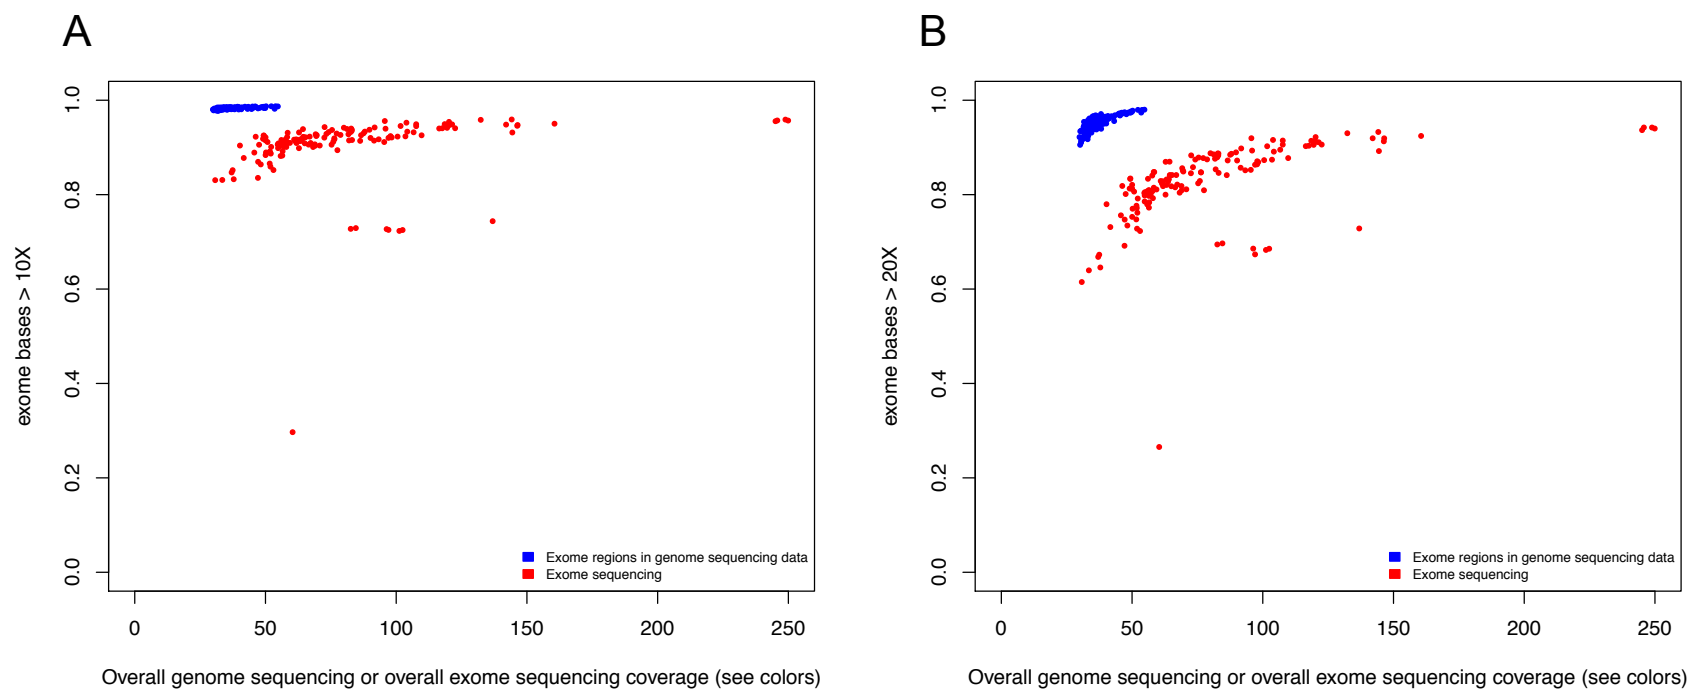 A
1.0
0.8
0.6
0.4
0.2
0.0
exome bases > 10X
Exome regions in genome sequencing data
Exome sequencing
0 50 100 150 200 250
Overall genome sequencing or overall exome sequencing coverage (see colors)
B
1.0
0.8
0.6
0.4
0.2
0.0
exome bases > 20X
Exome regions in genome sequencing data
Exome sequencing
0 50 100 150 200 250
Overall genome sequencing or overall exome sequencing coverage (see colors)